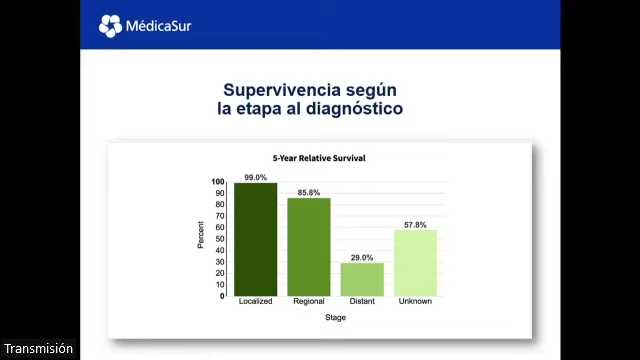 MédicaSur
Supervivencia según
la etapa al diagnóstico
5-Year Relative Survival
99.0%
85.8%
29.0%
57.8%
100
90
80
70
60
50
40
30
20
10
0
Percent
Localized Regional Distant Unknown
Stage
Transmisión